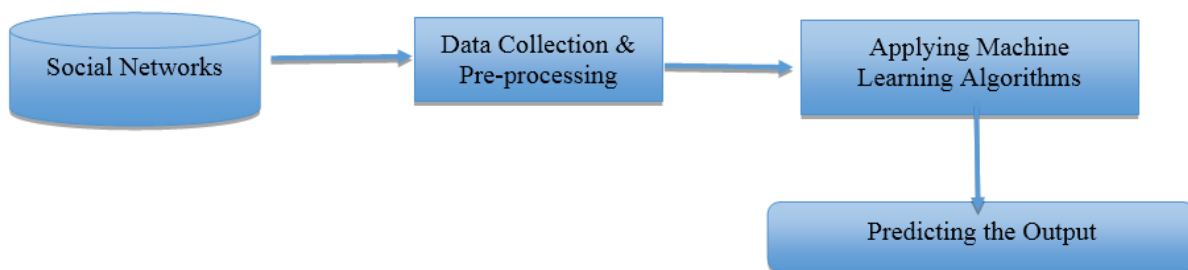 Social Networks
Data Collection &
Pre-processing
Applying Machine
Learning Algorithms
Predicting the Output